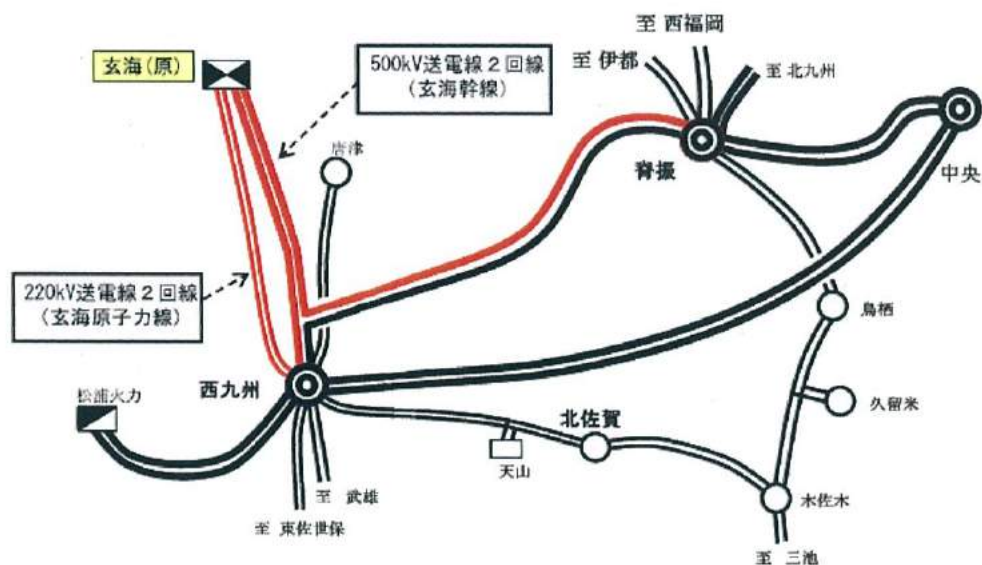 至 西福岡
至 伊都
至 北九州
玄海(原)
500kV送電線2回線
(玄海幹線)
唐津
脊振
中央
220kV送電線2回線
(玄海原子力線)
鳥栖
松浦火力
西九州
久留米
北佐賀
天山
至 武雄
木佐木
至 東佐世保
至 三池